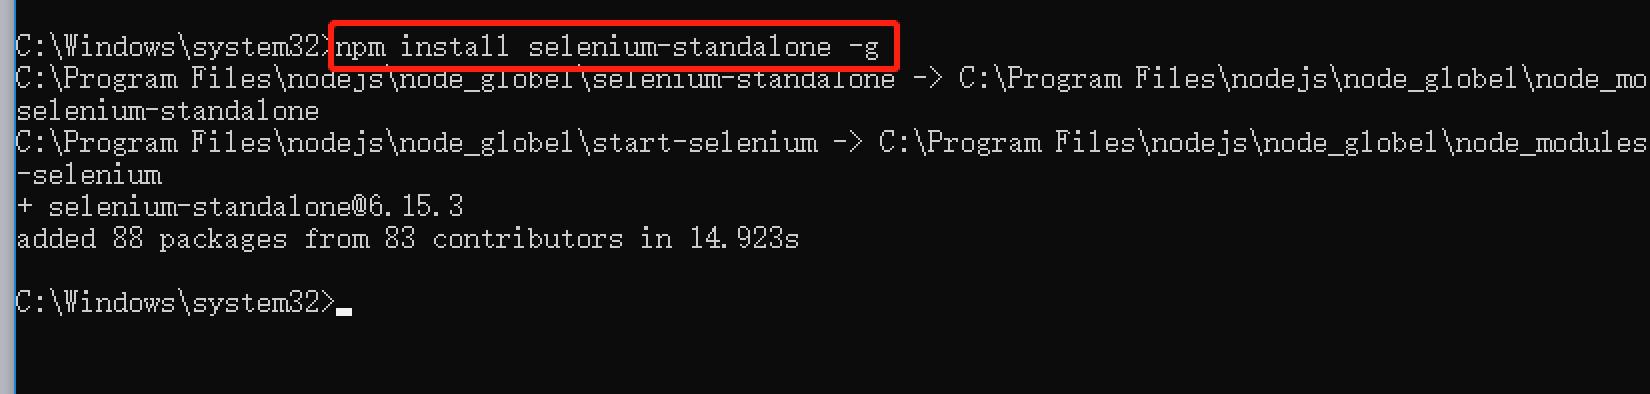 C:\Windows\system32>npm install selenium-standalone -g
C:\Program Files\nodejs\node_globel\selenium-standalone -> C:\Program Files\nodejs\node_globel\node_mo
selenium-standalone
C:\Program Files\nodejs\node_globel\start-selenium -> C:\Program Files\nodejs\node_globel\node_modules
-selenium
+ selenium-standalone@6.15.3
added 88 packages from 83 contributors in 14.923s
C:\Windows\system32>